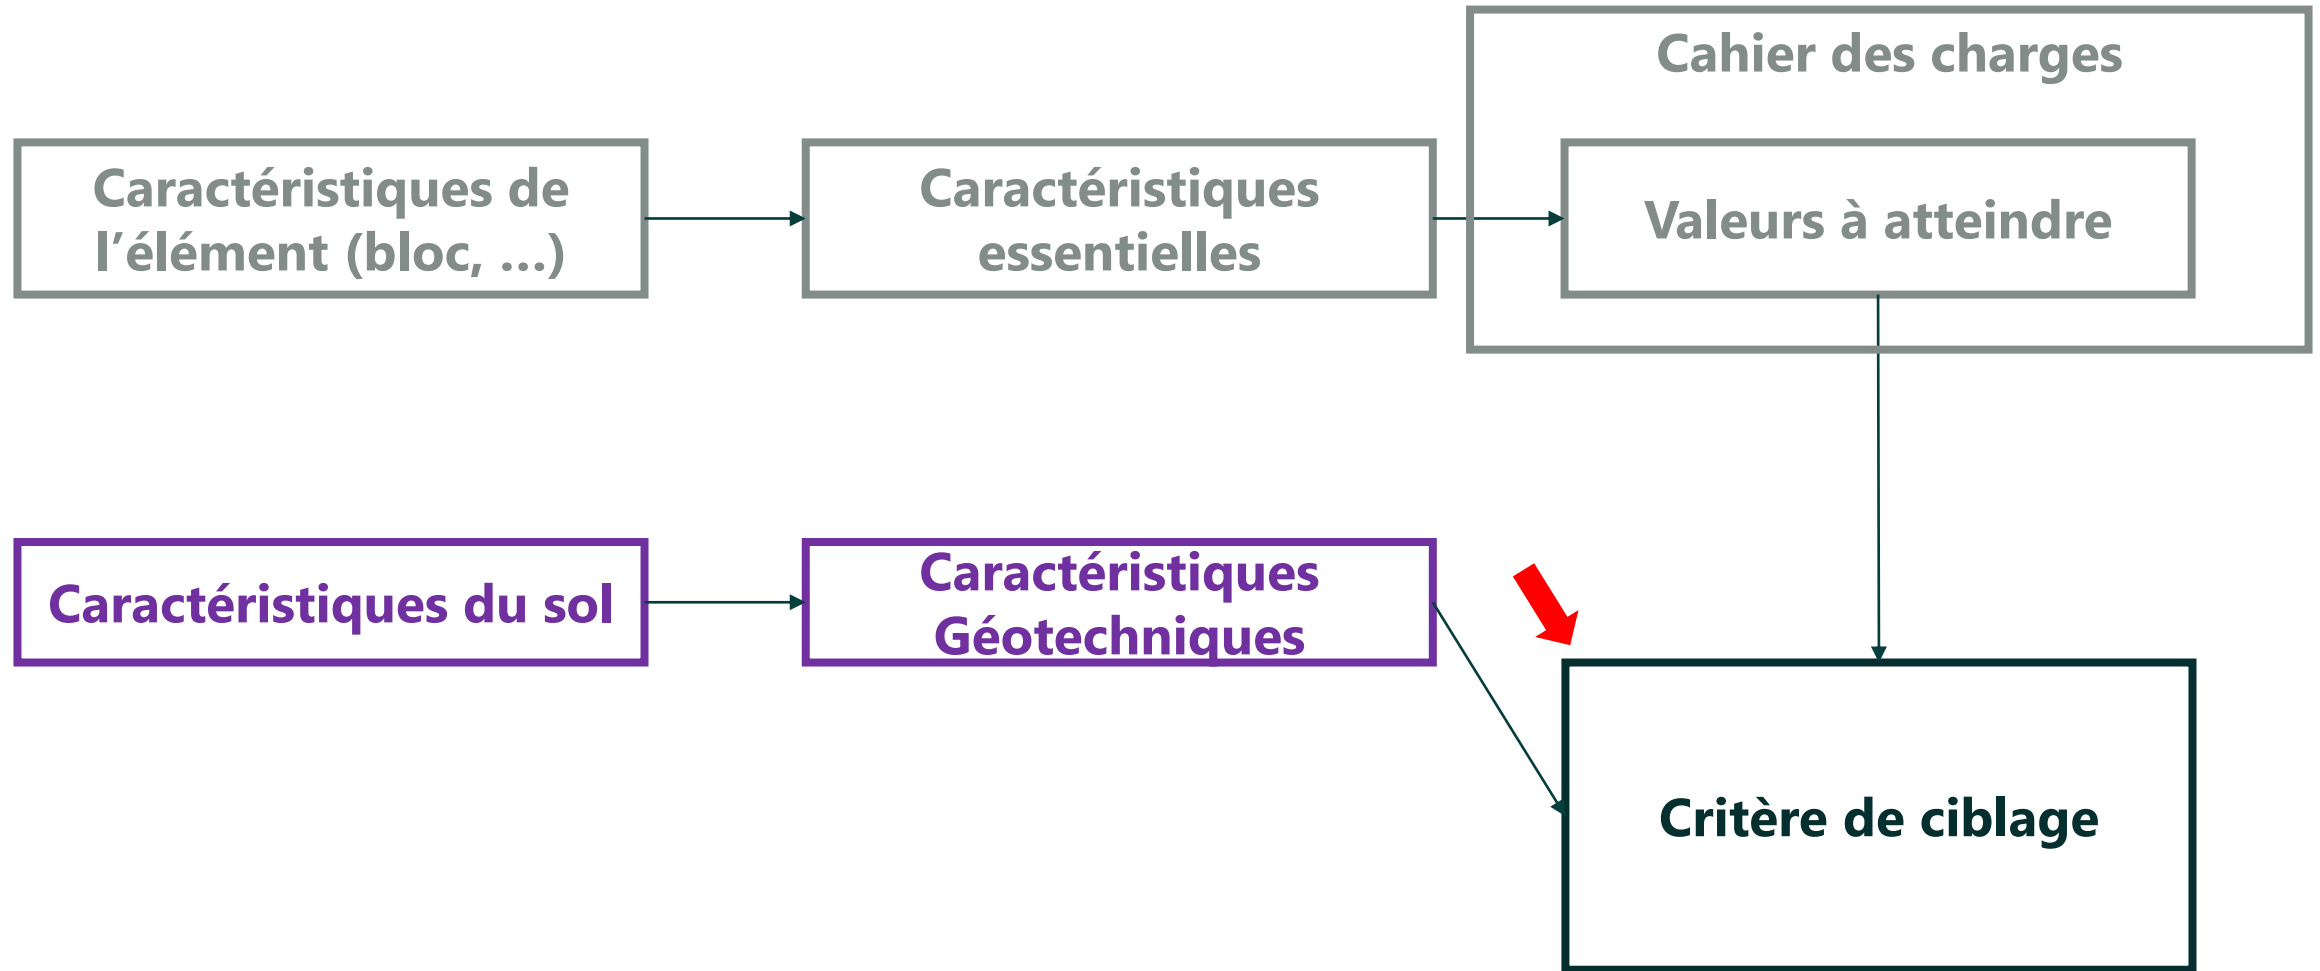 Cahier des charges
Caractéristiques de
l’élément (bloc, …)
Caractéristiques
essentielles
Valeurs à atteindre
Caractéristiques du sol
Caractéristiques
Géotechniques
Critère de ciblage